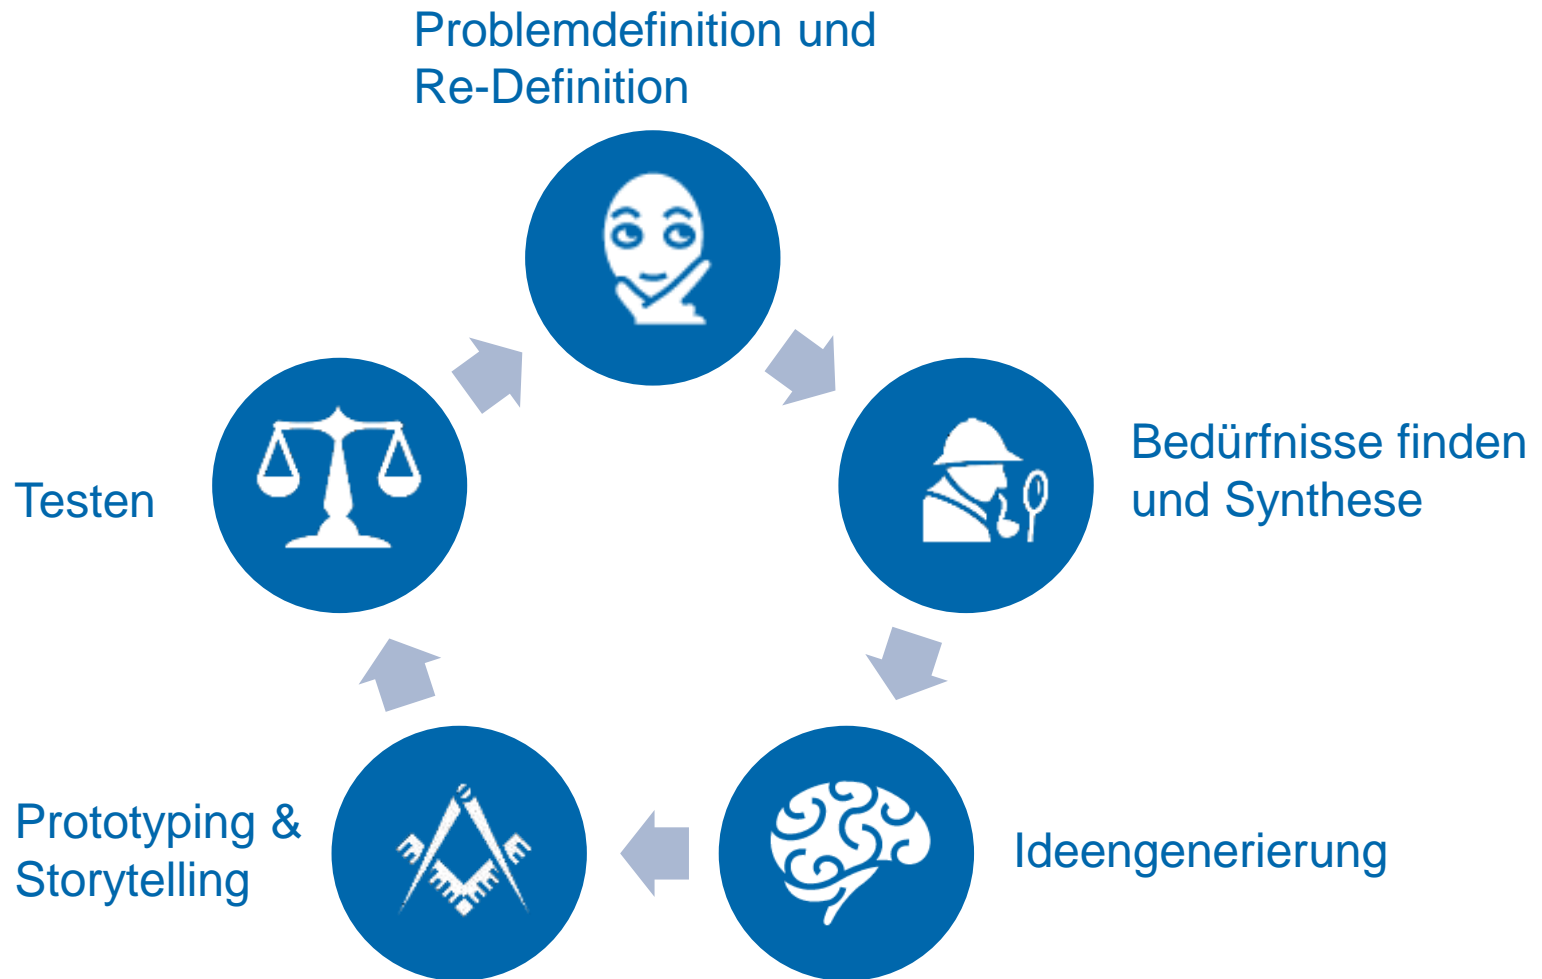 Problemdefinition und
Re-Definition
Bedürfnisse finden
und Synthese
Ideengenerierung
Prototyping &
Storytelling
Testen